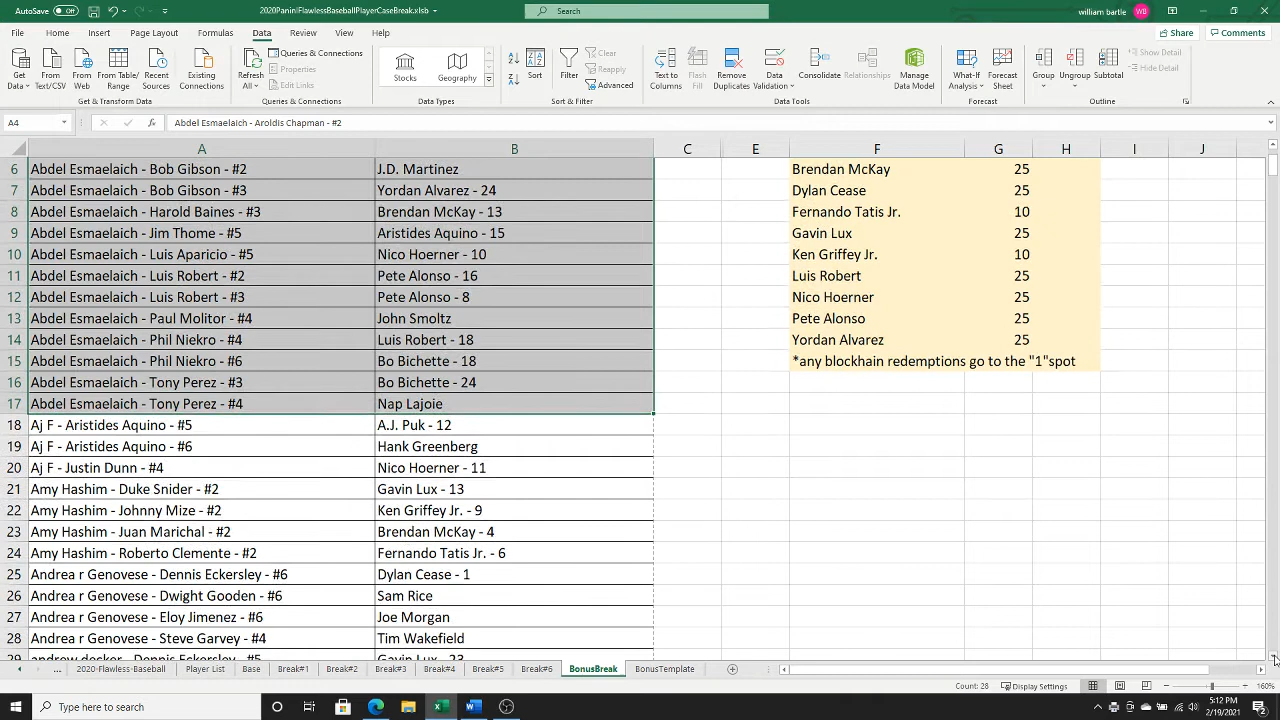 AutoSave Off
2020PaniniFlawlessBaseballPlayerCaseBreak.xlsb
Search
william bartle
WB
File Home Insert Page Layout Formulas Data Review View Help
Share Comments
Get Data
From Text/CSV
From Web
From Table/ Range
Recent Sources
Existing Connections
Refresh All
Queries & Connections
Properties
Edit Links
Stocks
Geography
Sort
Filter
Clear
Reapply
Advanced
Text to Columns
Flash Fill
Remove Duplicates
Data Validation
Consolidate
Relationships
Manage Data Model
What-If Analysis
Forecast Sheet
Group
Ungroup
Subtotal
Show Detail
Hide Detail
Get & Transform Data Queries & Connections Data Types Sort & Filter Data Tools Forecast Outline
A4 Abdel Esmaelaich - Aroldis Chapman - #2
A B C E F G H I J
6 Abdel Esmaelaich - Bob Gibson - #2 J.D. Martinez Brendan McKay 25
7 Abdel Esmaelaich - Bob Gibson - #3 Yordan Alvarez - 24 Dylan Cease 25
8 Abdel Esmaelaich - Harold Baines - #3 Brendan McKay - 13 Fernando Tatis Jr. 10
9 Abdel Esmaelaich - Jim Thome - #5 Aristides Aquino - 15 Gavin Lux 25
10 Abdel Esmaelaich - Luis Aparicio - #5 Nico Hoerner - 10 Ken Griffey Jr. 10
11 Abdel Esmaelaich - Luis Robert - #2 Pete Alonso - 16 Luis Robert 25
12 Abdel Esmaelaich - Luis Robert - #3 Pete Alonso - 8 Nico Hoerner 25
13 Abdel Esmaelaich - Paul Molitor - #4 John Smoltz Pete Alonso 25
14 Abdel Esmaelaich - Phil Niekro - #4 Luis Robert - 18 Yordan Alvarez 25
15 Abdel Esmaelaich - Phil Niekro - #6 Bo Bichette - 18 *any blockhain redemptions go to the "1"spot
16 Abdel Esmaelaich - Tony Perez - #3 Bo Bichette - 24
17 Abdel Esmaelaich - Tony Perez - #4 Nap Lajoie
18 Aj F - Aristides Aquino - #5 A.J. Puk - 12
19 Aj F - Aristides Aquino - #6 Hank Greenberg
20 Aj F - Justin Dunn - #4 Nico Hoerner - 11
21 Amy Hashim - Duke Snider - #2 Gavin Lux - 13
22 Amy Hashim - Johnny Mize - #2 Ken Griffey Jr. - 9
23 Amy Hashim - Juan Marichal - #2 Brendan McKay - 4
24 Amy Hashim - Roberto Clemente - #2 Fernando Tatis Jr. - 6
25 Andrea r Genovese - Dennis Eckersley - #6 Dylan Cease - 1
26 Andrea r Genovese - Dwight Gooden - #6 Sam Rice
27 Andrea r Genovese - Eloy Jimenez - #6 Joe Morgan
28 Andrea r Genovese - Steve Garvey - #4 Tim Wakefield
29 andrew decker - Dennis Eckersley - #5 Gavin Lux - 23
... 2020-Flawless-Baseball Player List Base Break#1 Break#2 Break#3 Break#4 Break#5 Break#6 BonusBreak BonusTemplate
Count: 28 Display Settings 160%
Type here to search
5:12 PM
2/19/2021
2